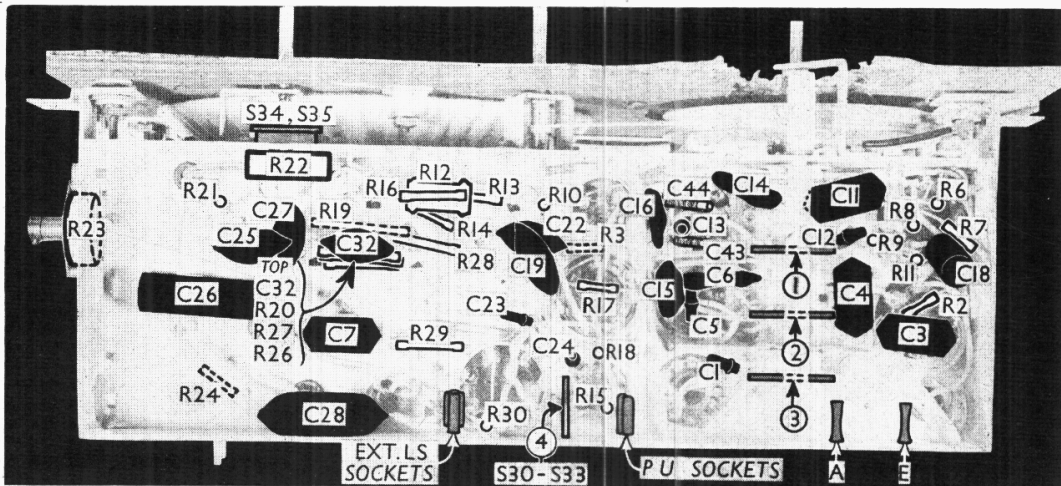 S34, S35
R22
R12
R16
R13
R21
R10
C16
C44
C14
C11
R6
C27
R19
R14
C22
R3
C13
R8
R7
R23
C25
C32
R28
C19
C43
C12
R9
R11
C18
TOP
C32
R20
R27
R26
C26
C7
R29
C23
R17
C15
C6
C5
1
C4
R2
C3
C24
R18
2
C1
R24
C28
R30
R15
3
EXT. LS
SOCKETS
4
S30-S33
PU SOCKETS
A
E